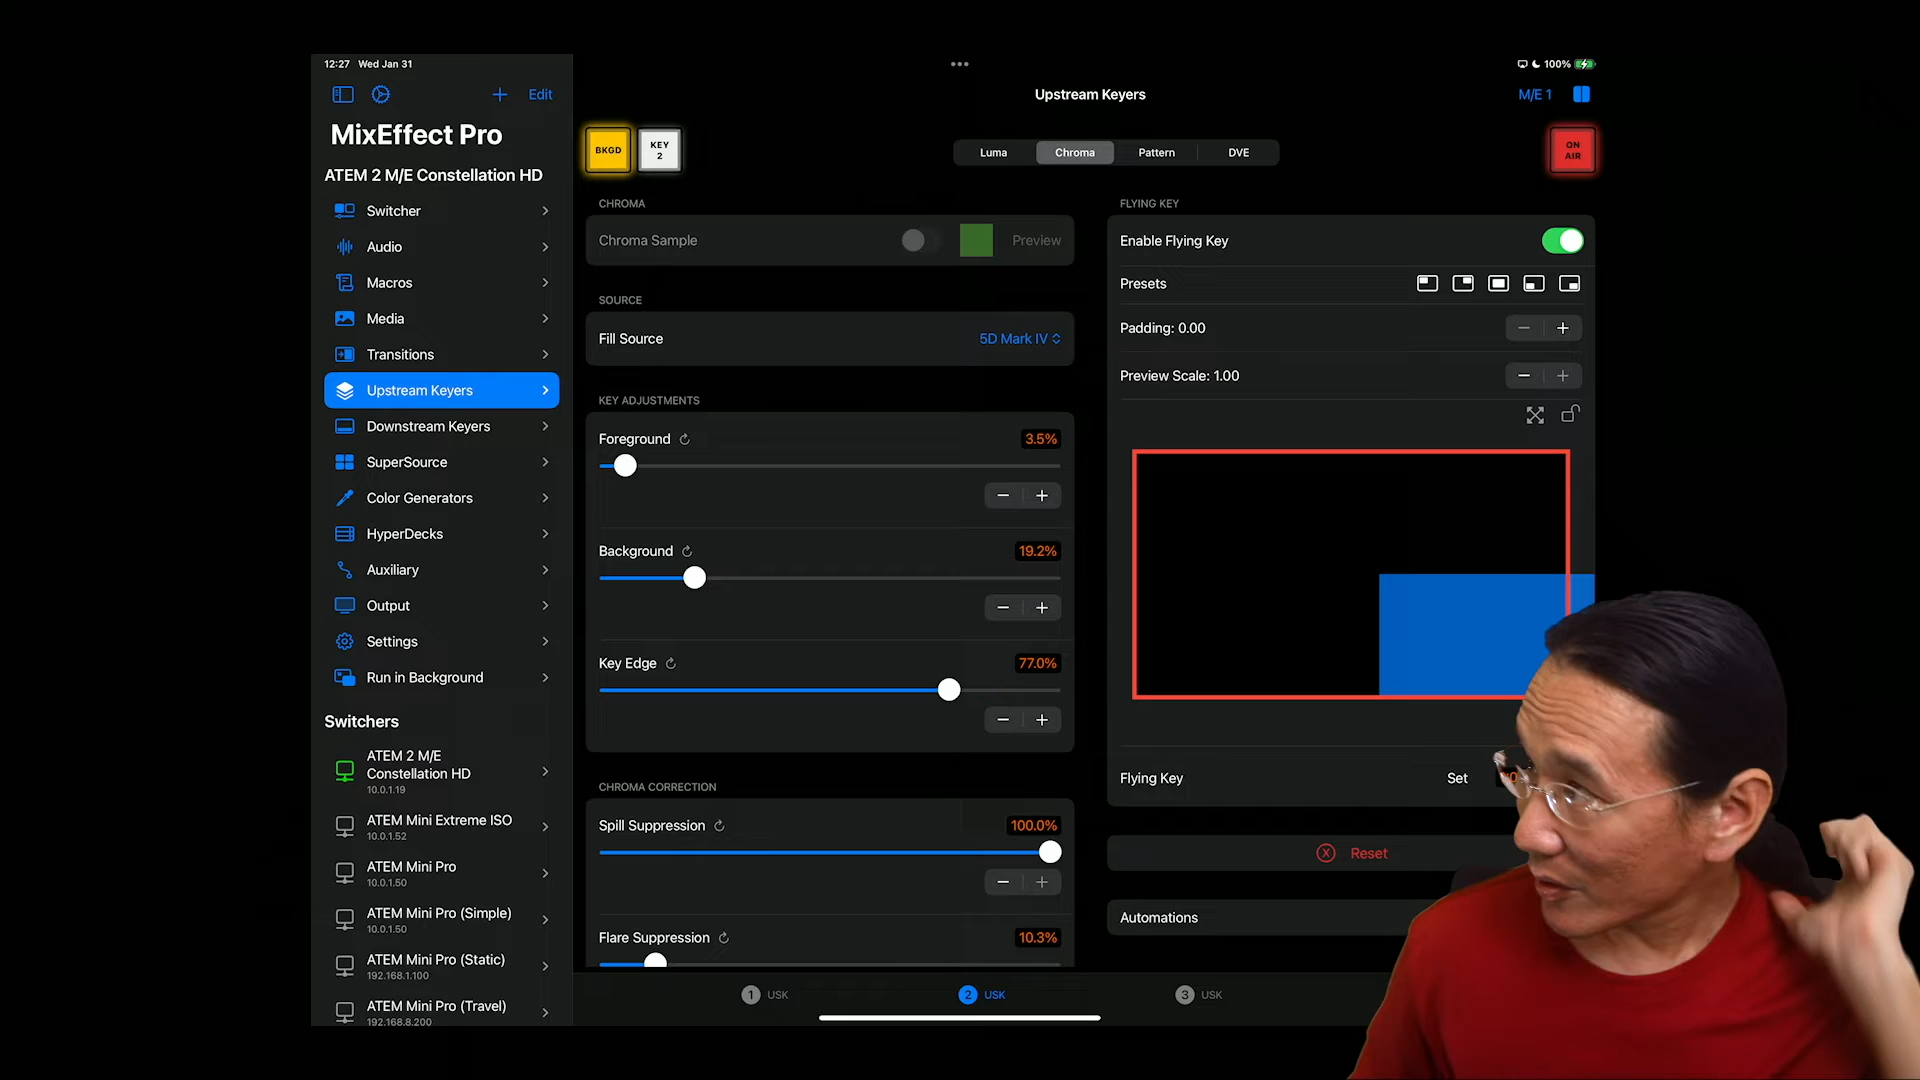 12:27 Wed Jan 31
100%
Edit
Upstream Keyers
M/E 1
MixEffect Pro
BKGD
KEY
2
Luma
Chroma
Pattern
DVE
ON
AIR
ATEM 2 M/E Constellation HD
Switcher
Audio
Macros
Media
Transitions
Upstream Keyers
Downstream Keyers
SuperSource
Color Generators
HyperDecks
Auxiliary
Output
Settings
Run in Background
Switchers
ATEM 2 M/E
Constellation HD
10.0.1.19
ATEM Mini Extreme ISO
10.0.1.52
ATEM Mini Pro
10.0.1.50
ATEM Mini Pro (Simple)
10.0.1.50
ATEM Mini Pro (Static)
192.168.1.100
ATEM Mini Pro (Travel)
192.168.8.200
CHROMA
Chroma Sample
Preview
SOURCE
Fill Source
5D Mark IV
KEY ADJUSTMENTS
Foreground
3.5%
Background
19.2%
Key Edge
77.0%
CHROMA CORRECTION
Spill Suppression
100.0%
Flare Suppression
10.3%
FLYING KEY
Enable Flying Key
Presets
Padding: 0.00
Preview Scale: 1.00
Flying Key
Set
Reset
Automations
1 USK
2 USK
3 USK